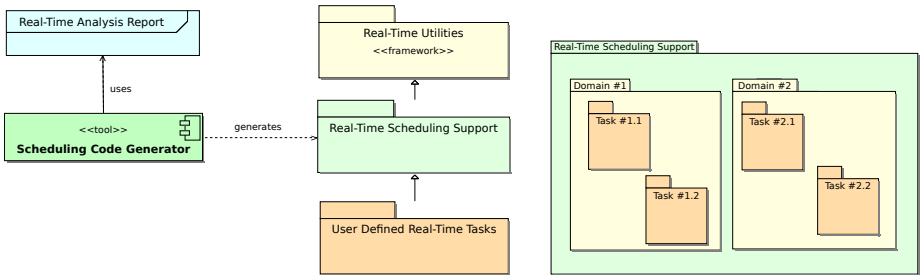 Real-Time Analysis Report
uses
<<tool>>
Scheduling Code Generator
generates
Real-Time Utilities
<<framework>>
Real-Time Scheduling Support
User Defined Real-Time Tasks
Real-Time Scheduling Support
Domain #1
Task #1.1
Task #1.2
Domain #2
Task #2.1
Task #2.2